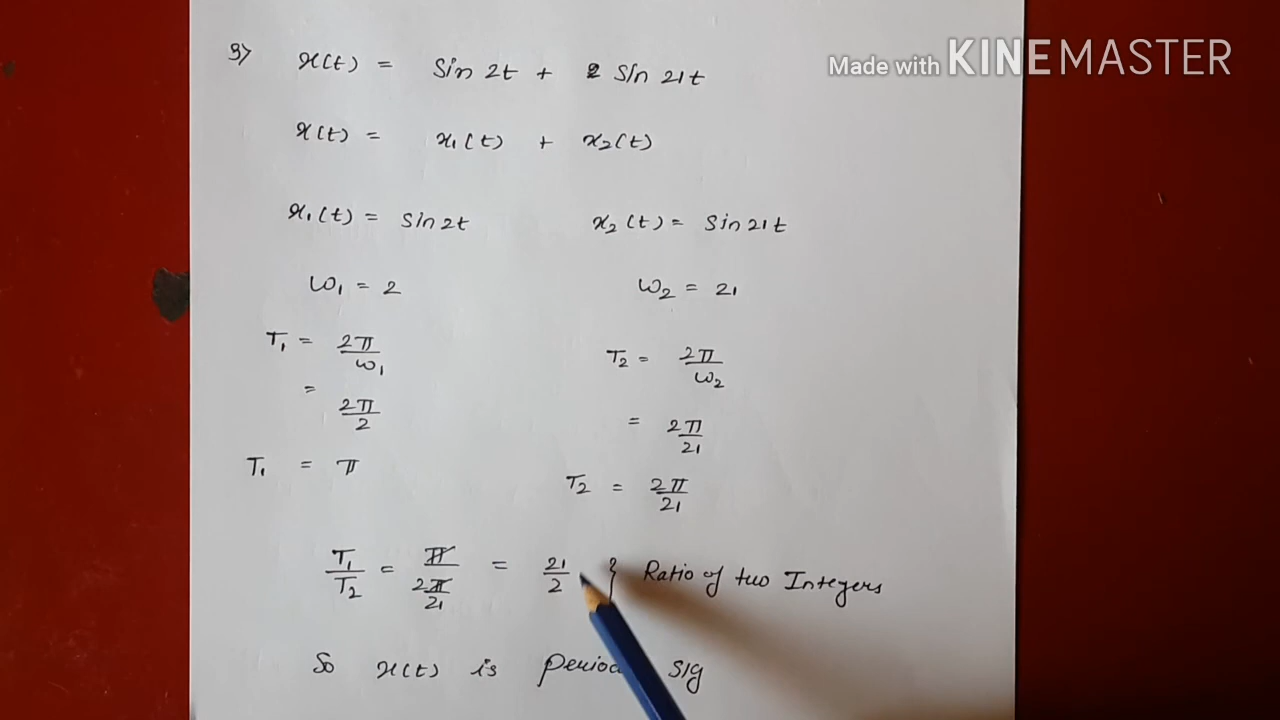 9) x(t) = Sin 2t + 2 Sin 21t
Made with KINEMASTER
x(t) = x₁(t) + x₂(t)
x₁(t) = Sin 2t x₂(t) = Sin 21t
ω₁ = 2 ω₂ = 21
T₁ = 2π/ω₁ T₂ = 2π/ω₂
= 2π/2 = 2π/21
T₁ = π T₂ = 2π/21
T₁/T₂ = π/(2π/21) = 21/2 } Ratio of two Integers
So x(t) is Sig